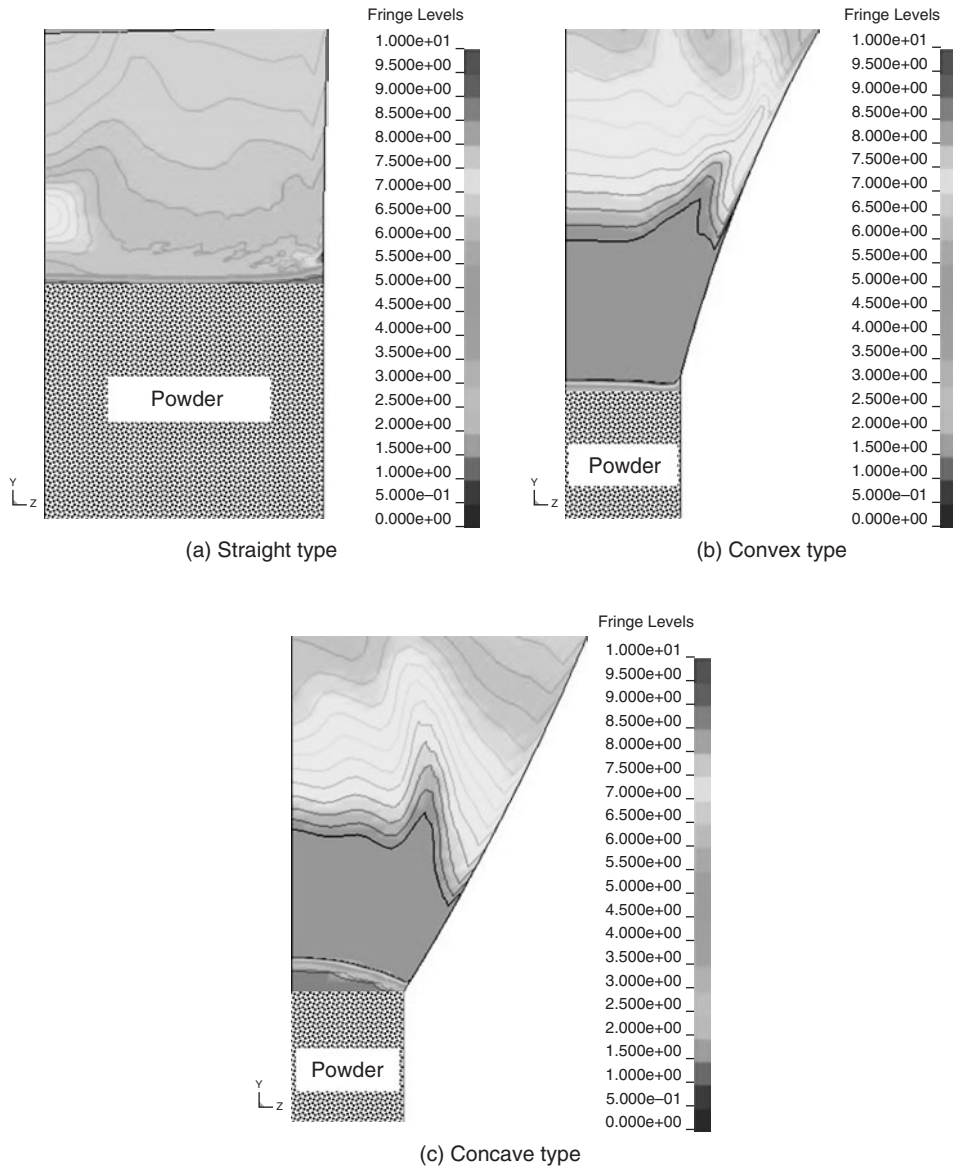 Fringe Levels
1.000e+01
9.500e+00
9.000e+00
8.500e+00
8.000e+00
7.500e+00
7.000e+00
6.500e+00
6.000e+00
5.500e+00
5.000e+00
4.500e+00
4.000e+00
3.500e+00
3.000e+00
2.500e+00
2.000e+00
1.500e+00
1.000e+00
5.000e–01
0.000e+00
Powder
Y
Z
(a) Straight type
Fringe Levels
1.000e+01
9.500e+00
9.000e+00
8.500e+00
8.000e+00
7.500e+00
7.000e+00
6.500e+00
6.000e+00
5.500e+00
5.000e+00
4.500e+00
4.000e+00
3.500e+00
3.000e+00
2.500e+00
2.000e+00
1.500e+00
1.000e+00
5.000e–01
0.000e+00
Powder
Y
Z
(b) Convex type
Fringe Levels
1.000e+01
9.500e+00
9.000e+00
8.500e+00
8.000e+00
7.500e+00
7.000e+00
6.500e+00
6.000e+00
5.500e+00
5.000e+00
4.500e+00
4.000e+00
3.500e+00
3.000e+00
2.500e+00
2.000e+00
1.500e+00
1.000e+00
5.000e–01
0.000e+00
Powder
Y
Z
(c) Concave type